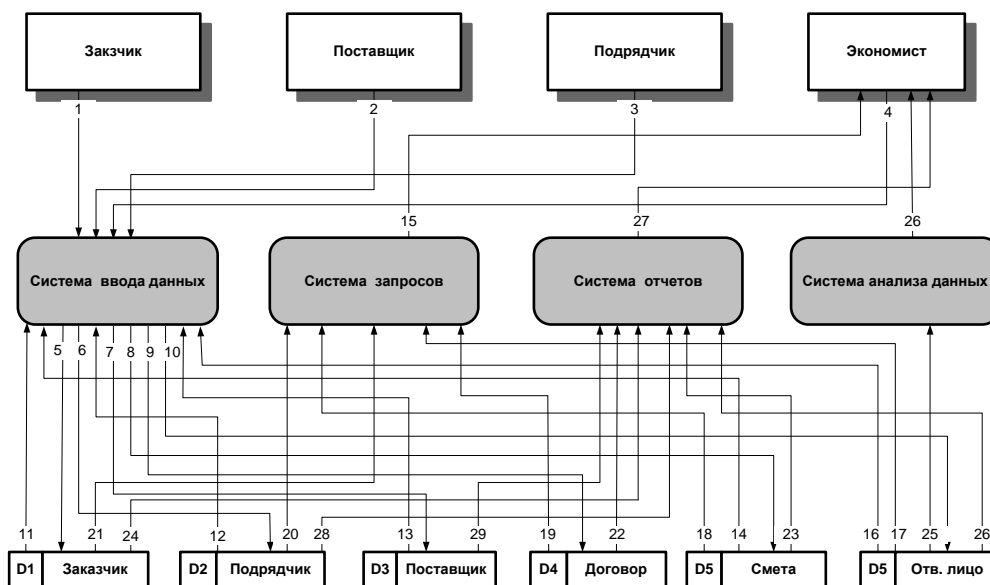 Закзчик
Поставщик
Подрядчик
Экономист
1
2
3
4
15
27
26
Система ввода данных
Система запросов
Система отчетов
Система анализа данных
5
6
7
8
9
10
11
21
24
12
20
28
13
29
19
22
18
14
23
16
17
25
26
D1 Заказчик
D2 Подрядчик
D3 Поставщик
D4 Договор
D5 Смета
D5 Отв. лицо